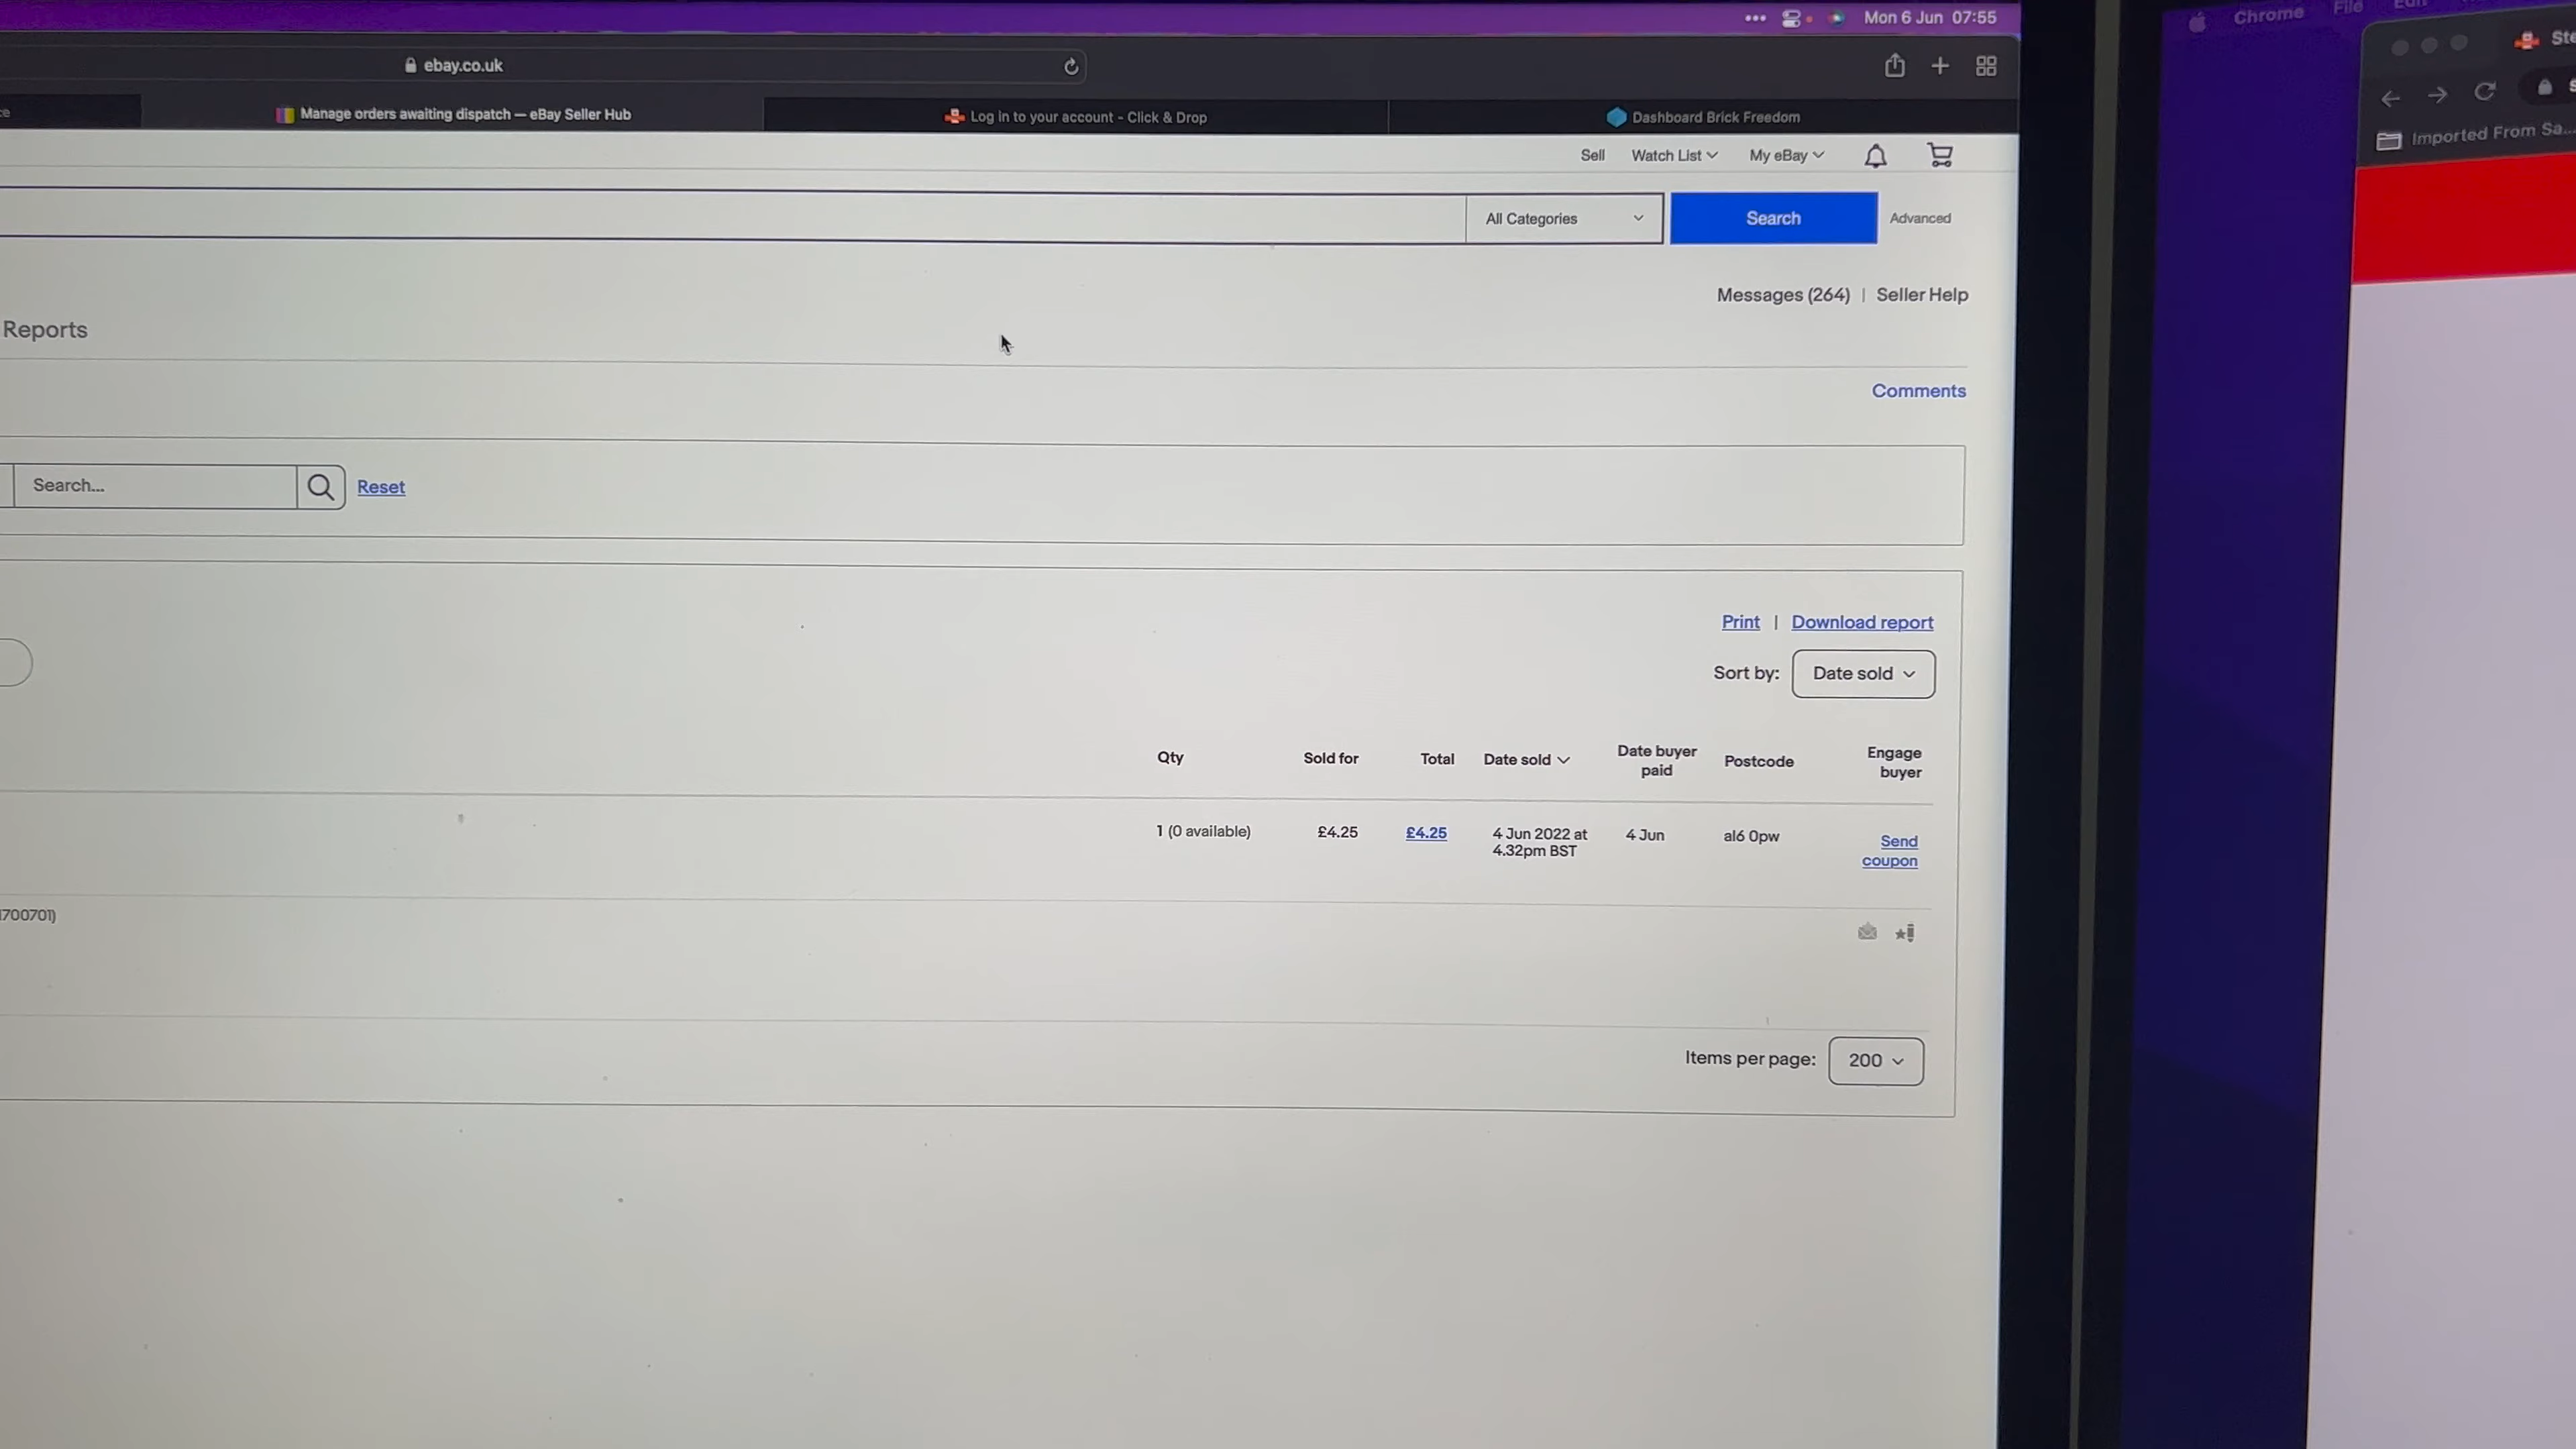 Mon 6 Jun 07:55
ebay.co.uk
Manage orders awaiting dispatch — eBay Seller Hub
Log in to your account - Click & Drop
Dashboard Brick Freedom
Sell Watch List My eBay
All Categories Search Advanced
Messages (264) | Seller Help
Reports
Comments
Search... Reset
Print | Download report
Sort by: Date sold
Qty Sold for Total Date sold Date buyer paid Postcode Engage buyer
1 (0 available) £4.25 £4.25 4 Jun 2022 at 4.32pm BST 4 Jun al6 0pw Send coupon
700701)
Items per page: 200
Chrome File Edit
Imported From Sa...